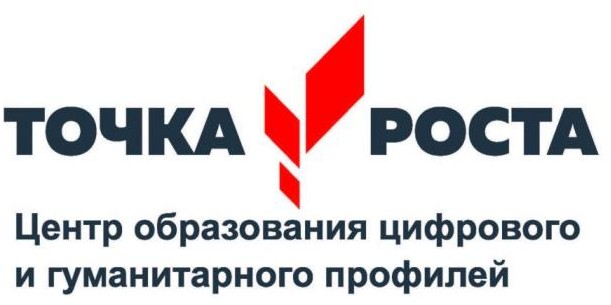 ТОЧКА РОСТА
Центр образования цифрового
и гуманитарного профилей